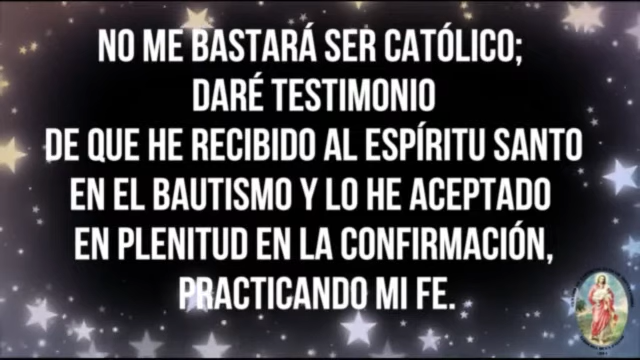 NO ME BASTARÁ SER CATÓLICO;
DARÉ TESTIMONIO
DE QUE HE RECIBIDO AL ESPÍRITU SANTO
EN EL BAUTISMO Y LO HE ACEPTADO
EN PLENITUD EN LA CONFIRMACIÓN,
PRACTICANDO MI FE.